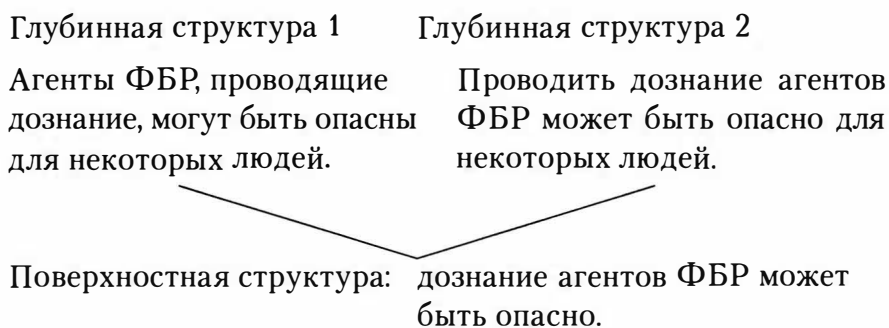 Глубинная структура 1 Глубинная структура 2
Агенты ФБР, проводящие
дознание, могут быть опасны
для некоторых людей.
Проводить дознание агентов
ФБР может быть опасно для
некоторых людей.
Поверхностная структура: дознание агентов ФБР может
быть опасно.